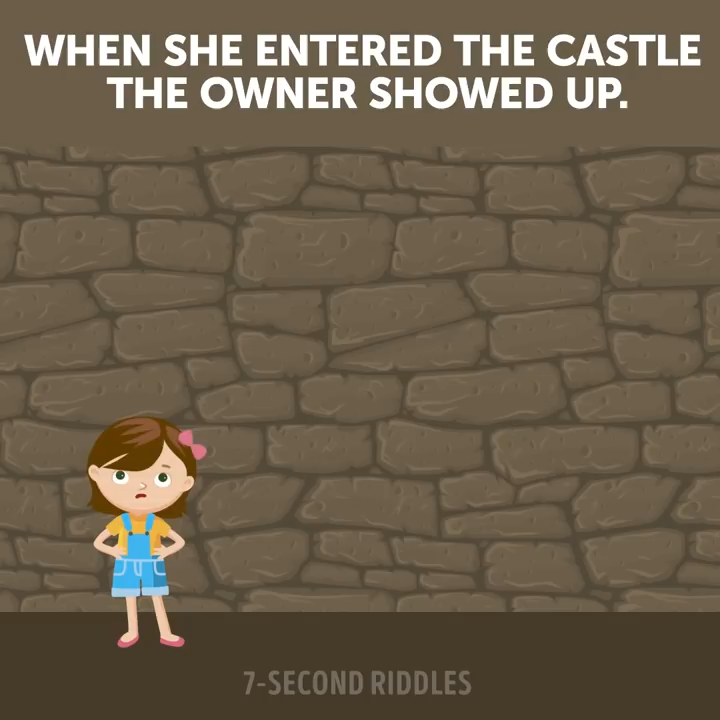 WHEN SHE ENTERED THE CASTLE
THE OWNER SHOWED UP.
7-SECOND RIDDLES